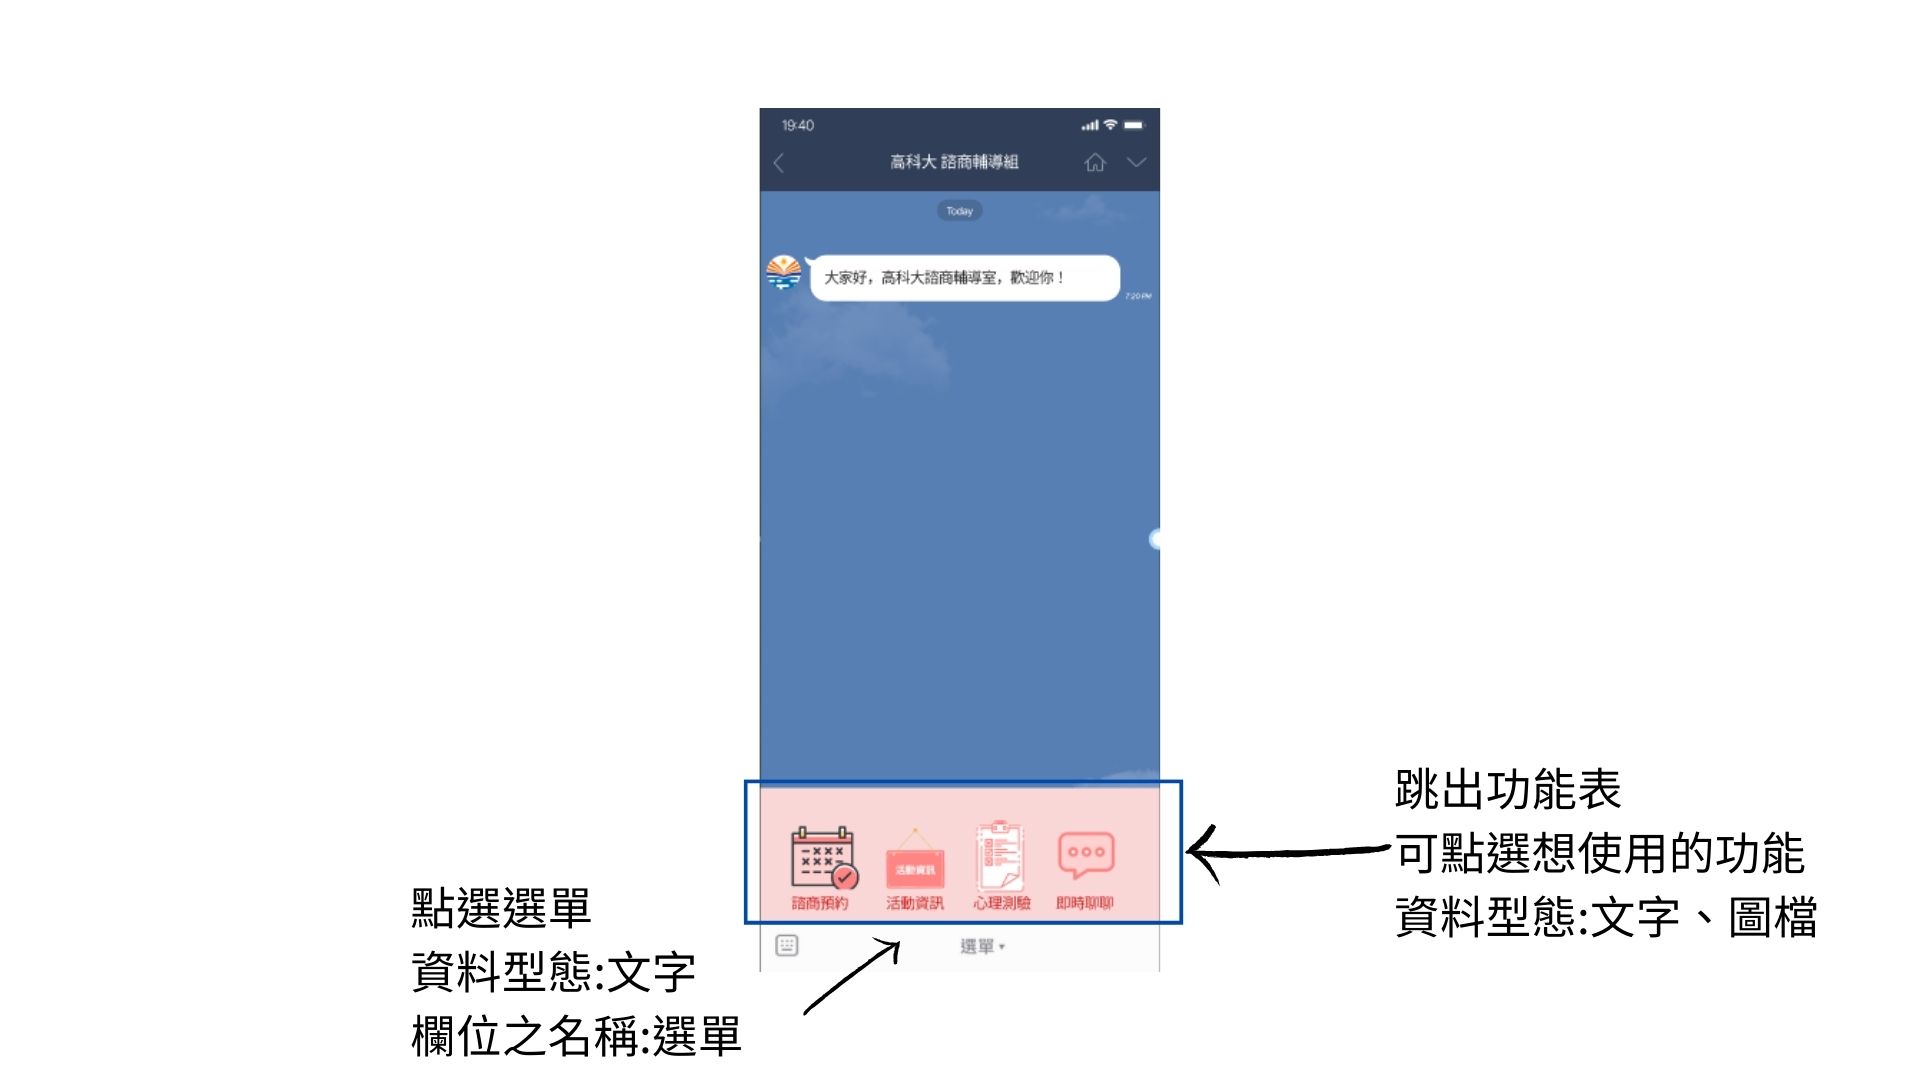 19:40
高科大 諮商輔導組
Today
大家好，高科大諮商輔導室，歡迎你！
7:20 PM
活動資訊
諮商預約
活動資訊
心理測驗
即時聊聊
選單
跳出功能表
可點選想使用的功能
資料型態:文字、圖檔
點選選單
資料型態:文字
欄位之名稱:選單